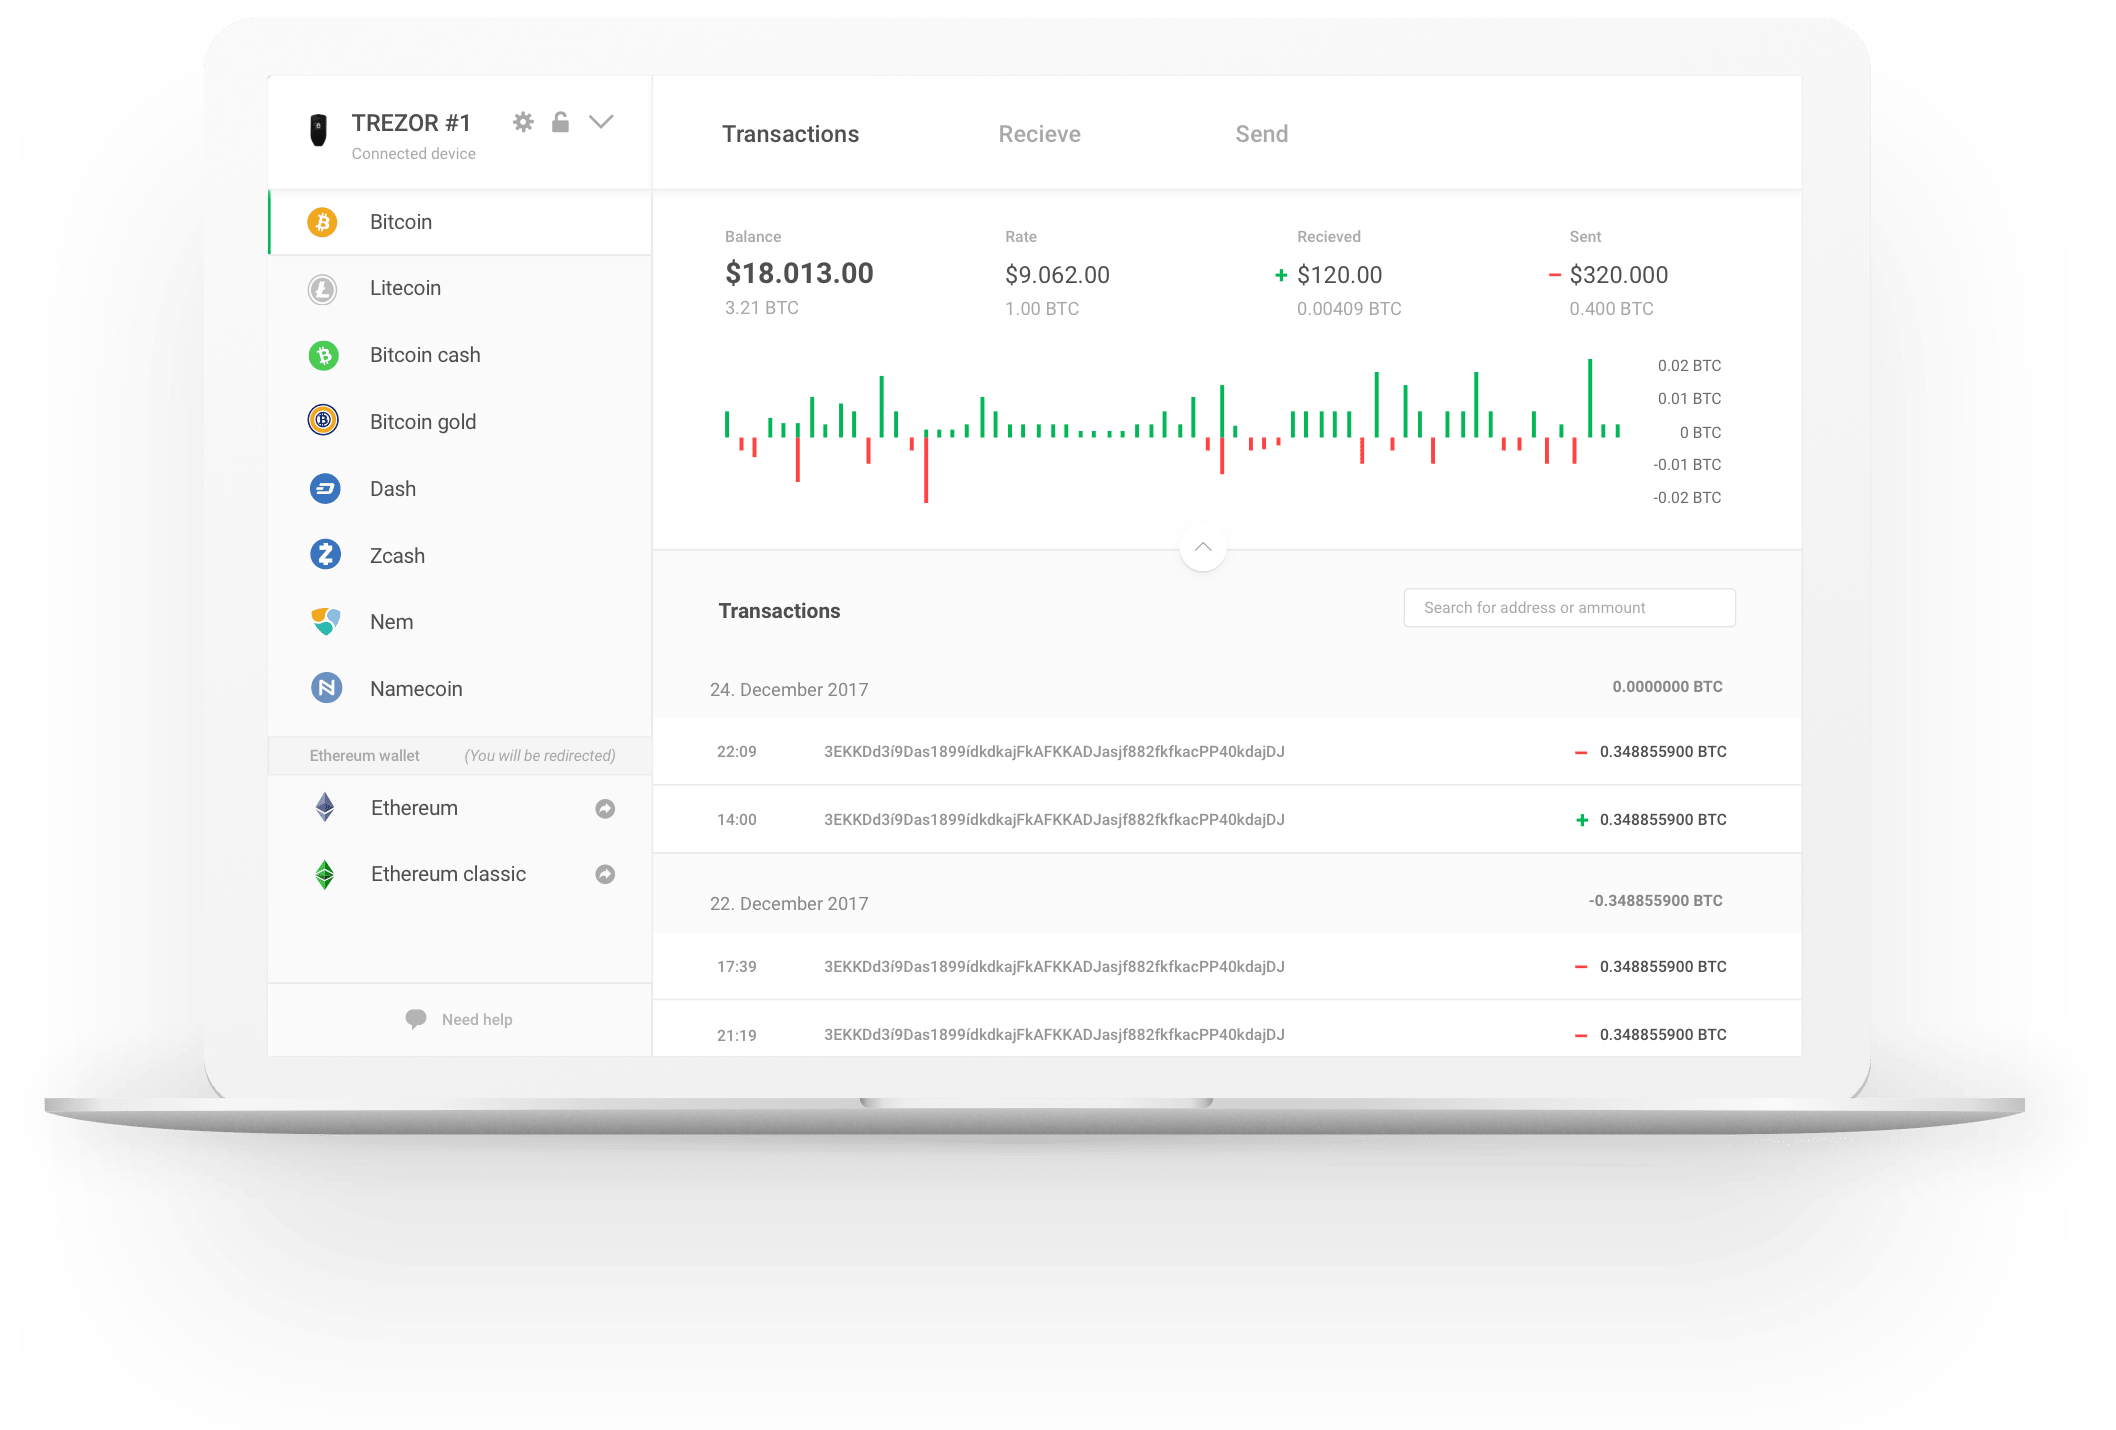 TREZOR #1
Connected device
Bitcoin
Litecoin
Bitcoin cash
Bitcoin gold
Dash
Zcash
Nem
Namecoin
Ethereum wallet (You will be redirected)
Ethereum
Ethereum classic
Need help
Transactions Recieve Send
Balance Rate Recieved Sent
$18.013.00 $9.062.00 + $120.00 − $320.000
3.21 BTC 1.00 BTC 0.00409 BTC 0.400 BTC
0.02 BTC
0.01 BTC
0 BTC
-0.01 BTC
-0.02 BTC
Transactions Search for address or ammount
24. December 2017 0.0000000 BTC
22:09 3EKKDd3í9Das1899ídkdkajFkAFKKADJasjf882fkfkacPP40kdajDJ − 0.348855900 BTC
14:00 3EKKDd3í9Das1899ídkdkajFkAFKKADJasjf882fkfkacPP40kdajDJ + 0.348855900 BTC
22. December 2017 -0.348855900 BTC
17:39 3EKKDd3í9Das1899ídkdkajFkAFKKADJasjf882fkfkacPP40kdajDJ − 0.348855900 BTC
21:19 3EKKDd3í9Das1899ídkdkajFkAFKKADJasjf882fkfkacPP40kdajDJ − 0.348855900 BTC